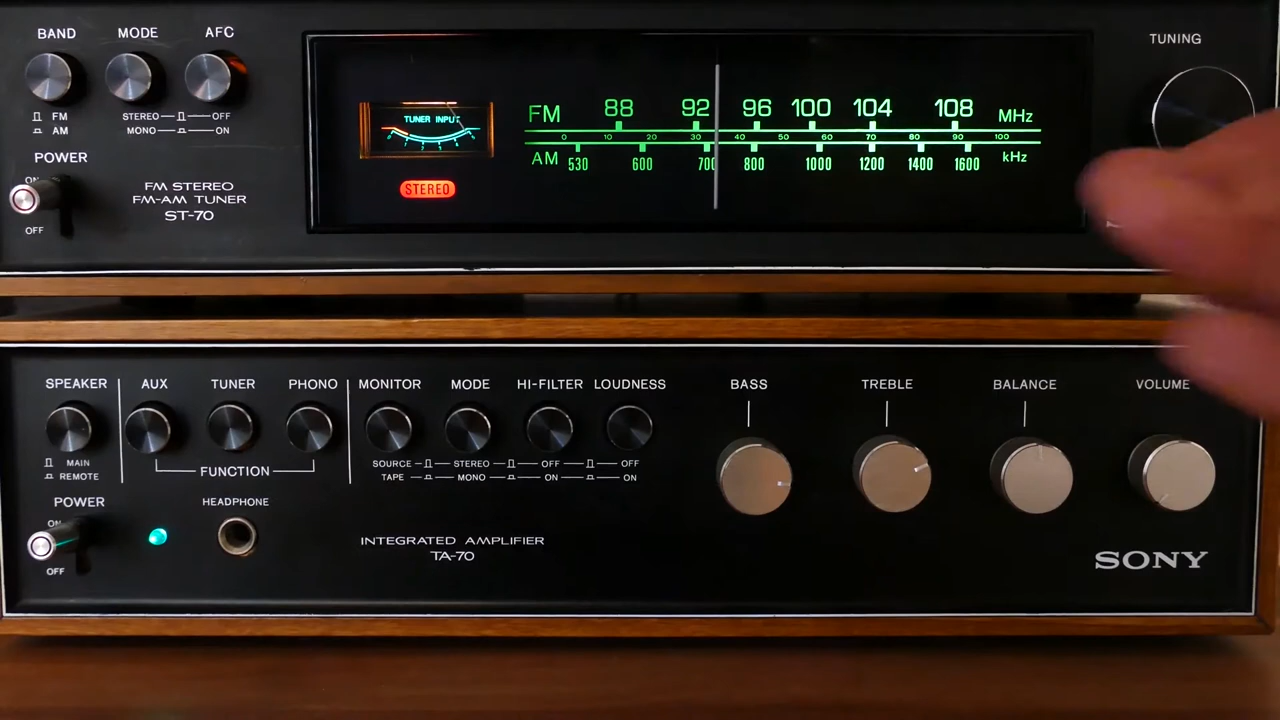 BAND MODE AFC TUNING
FM STEREO OFF
AM MONO ON
POWER
ON
OFF
FM STEREO
FM-AM TUNER
ST-70
TUNER INPUT
STEREO
FM 88 92 96 100 104 108 MHz
0 10 20 30 40 50 60 70 80 90 100
AM 530 600 700 800 1000 1200 1400 1600 kHz
SPEAKER AUX TUNER PHONO MONITOR MODE HI-FILTER LOUDNESS BASS TREBLE BALANCE VOLUME
MAIN
REMOTE
FUNCTION
SOURCE STEREO OFF OFF
TAPE MONO ON ON
POWER
ON
OFF
HEADPHONE
INTEGRATED AMPLIFIER
TA-70
SONY